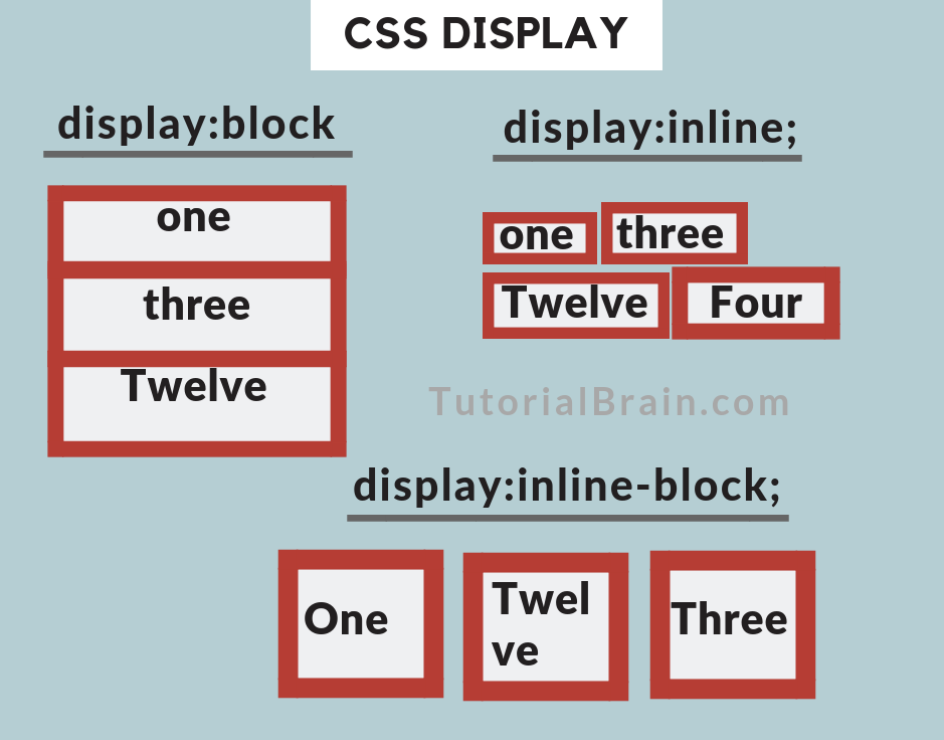 CSS DISPLAY
display:block
one
three
Twelve
display:inline;
one three
Twelve Four
TutorialBrain.com
display:inline-block;
One
Twel
ve
Three